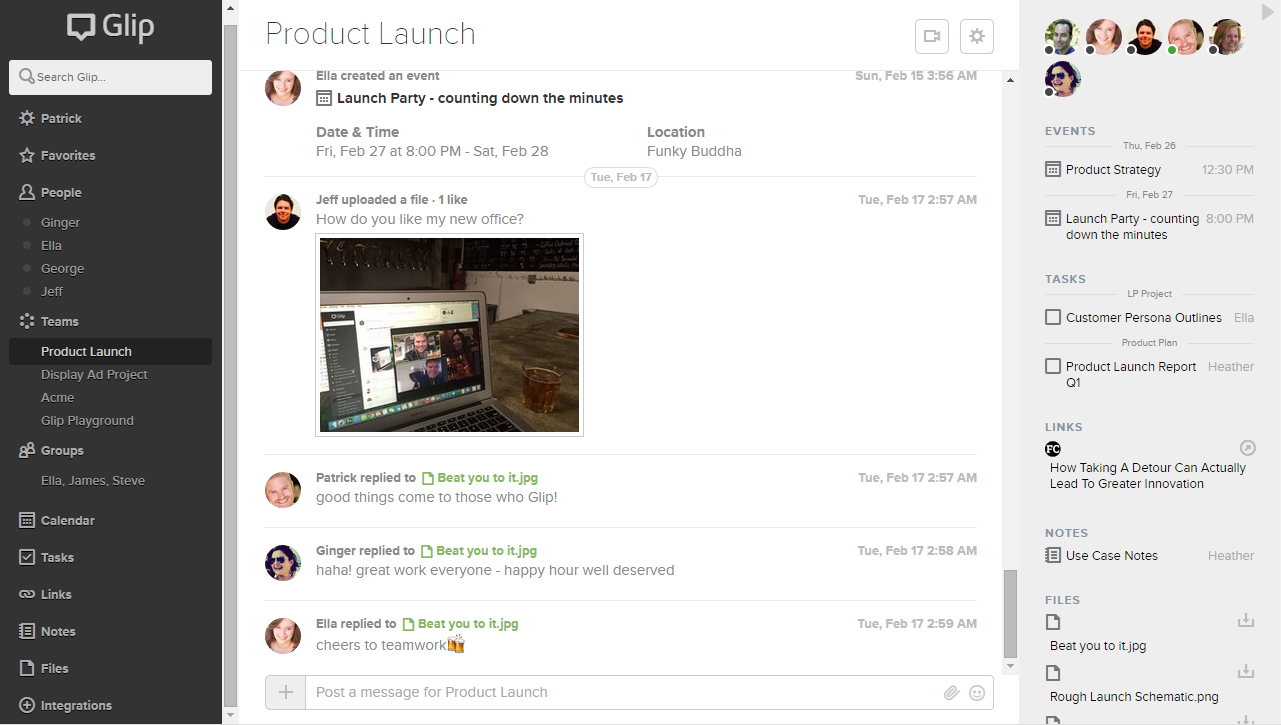 Glip
Search Glip...
Patrick
Favorites
People
Ginger
Ella
George
Jeff
Teams
Product Launch
Display Ad Project
Acme
Glip Playground
Groups
Ella, James, Steve
Calendar
Tasks
Links
Notes
Files
Integrations
Product Launch
Ella created an event Sun, Feb 15 3:56 AM
Launch Party - counting down the minutes
Date & Time Location
Fri, Feb 27 at 8:00 PM - Sat, Feb 28 Funky Buddha
Tue, Feb 17
Jeff uploaded a file · 1 like Tue, Feb 17 2:57 AM
How do you like my new office?
Glip
Patrick replied to Beat you to it.jpg Tue, Feb 17 2:57 AM
good things come to those who Glip!
Ginger replied to Beat you to it.jpg Tue, Feb 17 2:58 AM
haha! great work everyone - happy hour well deserved
Ella replied to Beat you to it.jpg Tue, Feb 17 2:59 AM
cheers to teamwork🍻
Post a message for Product Launch
EVENTS
Thu, Feb 26
Product Strategy 12:30 PM
Fri, Feb 27
Launch Party - counting 8:00 PM
down the minutes
TASKS
LP Project
Customer Persona Outlines Ella
Product Plan
Product Launch Report Heather
Q1
LINKS
FC
How Taking A Detour Can Actually
Lead To Greater Innovation
NOTES
Use Case Notes Heather
FILES
Beat you to it.jpg
Rough Launch Schematic.png